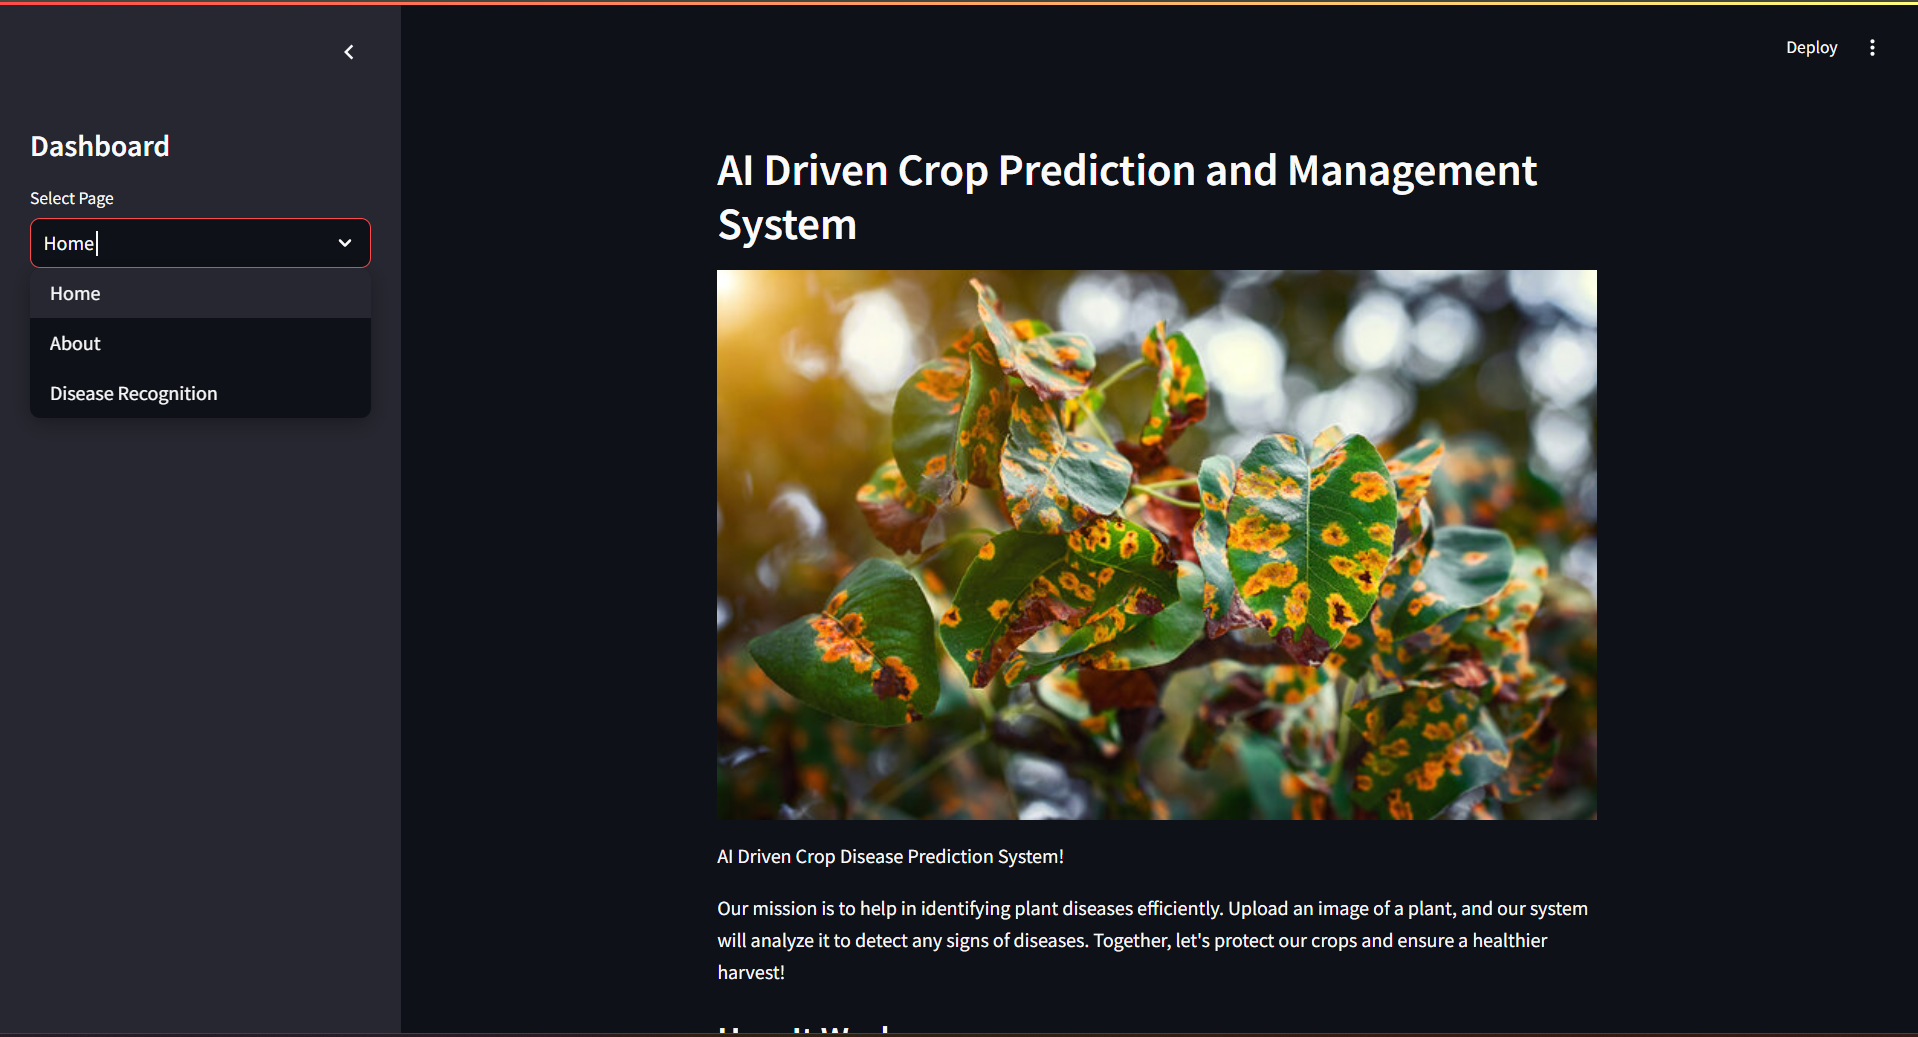 Deploy
Dashboard
Select Page
Home
Home
About
Disease Recognition
AI Driven Crop Prediction and Management
System
AI Driven Crop Disease Prediction System!
Our mission is to help in identifying plant diseases efficiently. Upload an image of a plant, and our system
will analyze it to detect any signs of diseases. Together, let's protect our crops and ensure a healthier
harvest!